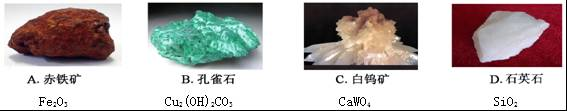 A. 赤铁矿 B. 孔雀石 C. 白钨矿 D. 石英石
Fe₂O₃ Cu₂(OH)₂CO₃ CaWO₄ SiO₂